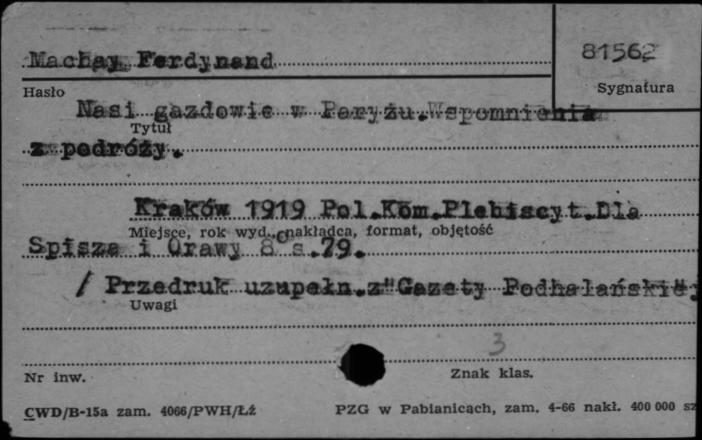 Machay Ferdynand
81562
Hasło
Sygnatura
Nasi gazdowie w Paryżu.Wspomnienia
Tytuł
z podróży.
Kraków 1919 Pol.Kom.Plebiscyt.Dla
Miejsce, rok wyd., nakładca, format, objętość
Spisza i Orawy 8° s.79.
/ Przedruk uzupełn.z"Gazety Podhalańskiej
Uwagi
3
Nr inw.
Znak klas.
CWD/B-15a zam. 4066/PWH/Łź
PZG w Pabianicach, zam. 4-66 nakł. 400 000 sz